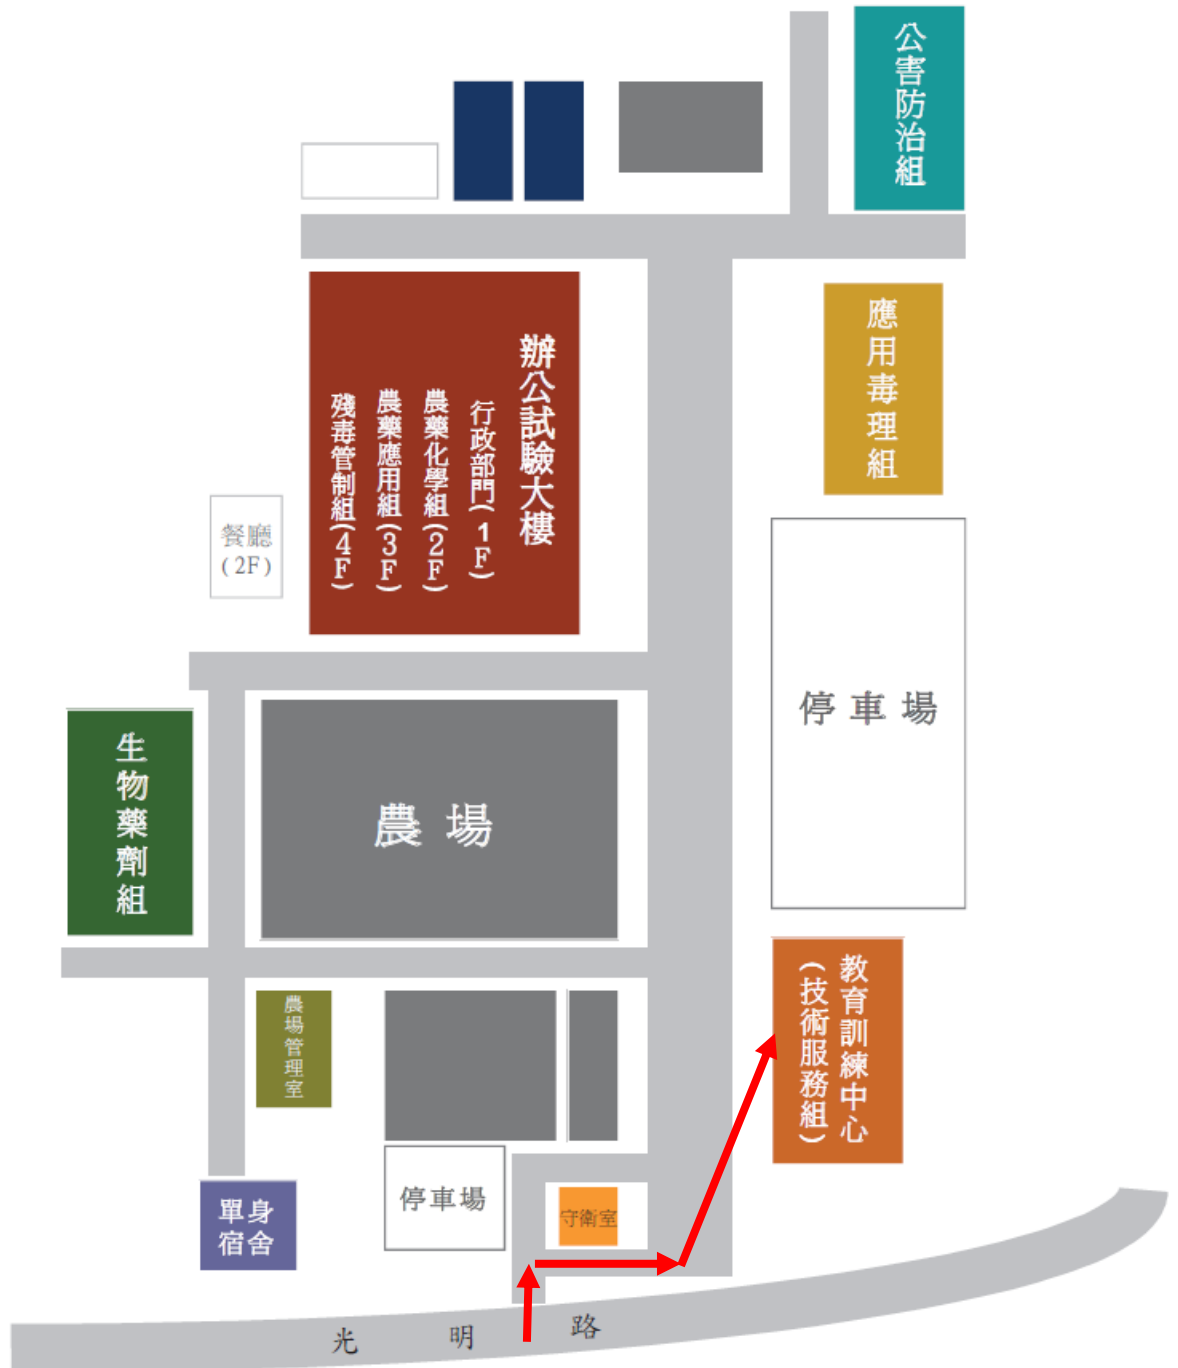 公害防治組
應用毒理組
辦公試驗大樓
行政部門(1F)
農藥化學組(2F)
農藥應用組(3F)
殘毒管制組(4F)
餐廳
(2F)
停車場
生物藥劑組
農場
教育訓練中心
(技術服務組)
農場管理室
停車場
守衛室
單身
宿舍
光明路